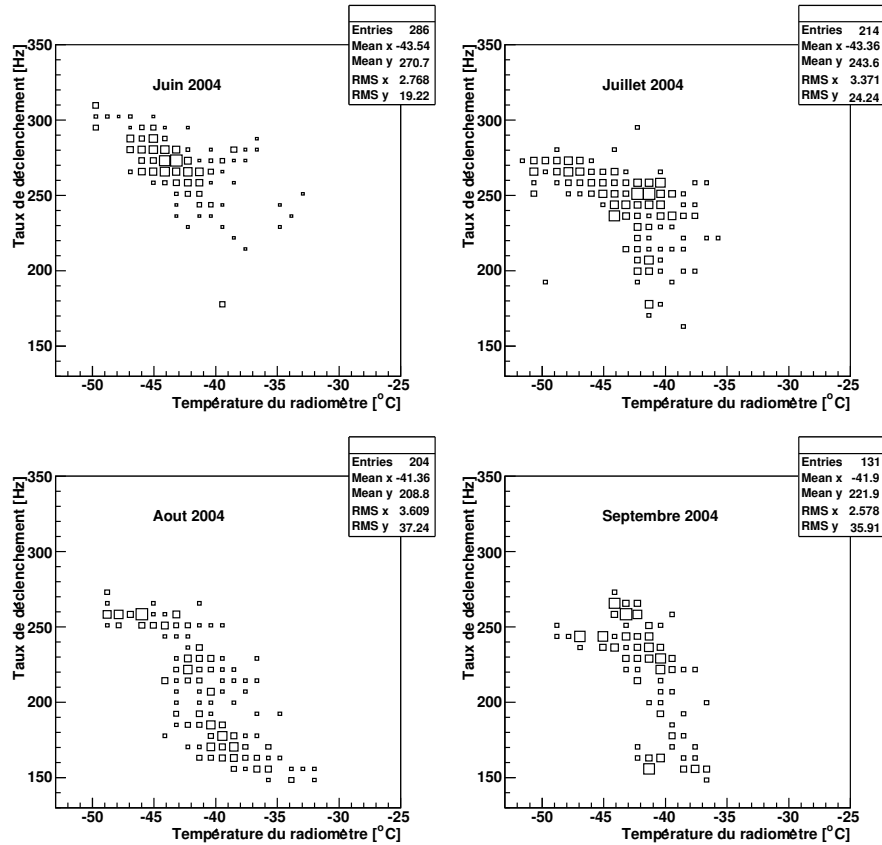 Entries 286
Mean x -43.54
Mean y 270.7
RMS x 2.768
RMS y 19.22
Juin 2004
Taux de déclenchement [Hz]
350
300
250
200
150
-50 -45 -40 -35 -30 -25
Température du radiomètre [°C]
Entries 214
Mean x -43.36
Mean y 243.6
RMS x 3.371
RMS y 24.24
Juillet 2004
Taux de déclenchement [Hz]
350
300
250
200
150
-50 -45 -40 -35 -30 -25
Température du radiomètre [°C]
Entries 204
Mean x -41.36
Mean y 208.8
RMS x 3.609
RMS y 37.24
Aout 2004
Taux de déclenchement [Hz]
350
300
250
200
150
-50 -45 -40 -35 -30 -25
Température du radiomètre [°C]
Entries 131
Mean x -41.9
Mean y 221.9
RMS x 2.578
RMS y 35.91
Septembre 2004
Taux de déclenchement [Hz]
350
300
250
200
150
-50 -45 -40 -35 -30 -25
Température du radiomètre [°C]